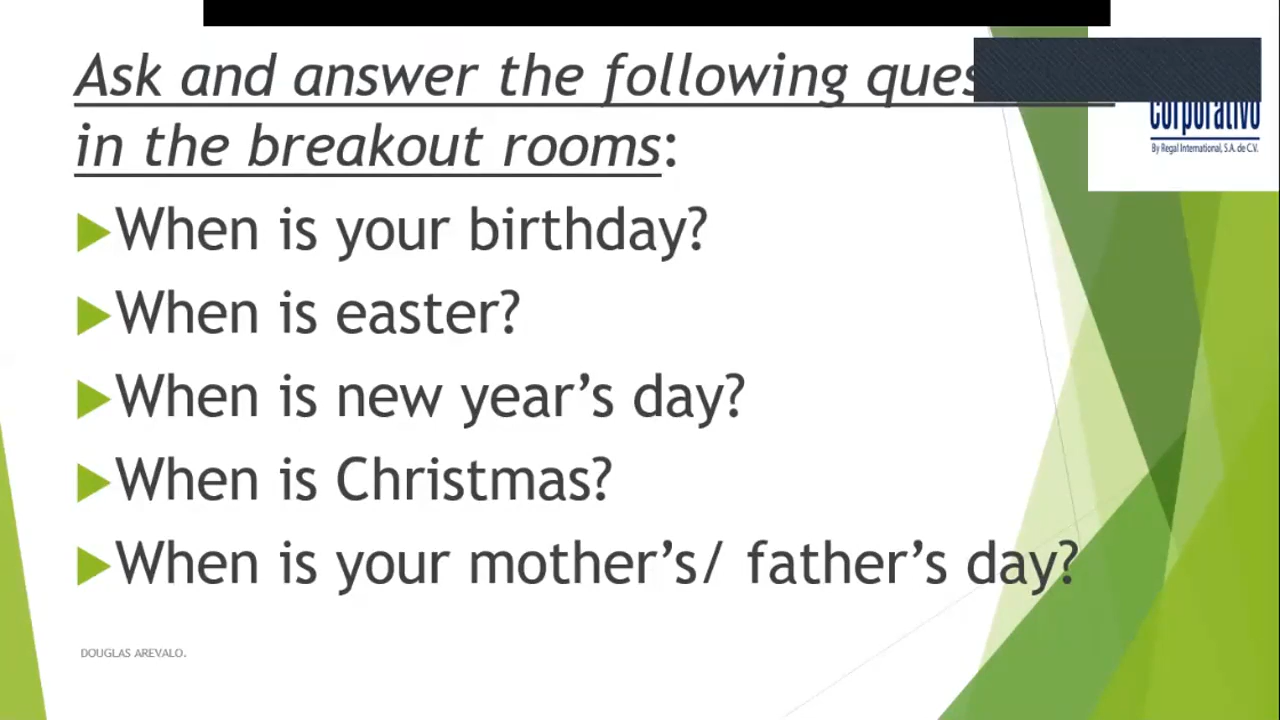 Ask and answer the following
in the breakout rooms:
When is your birthday?
When is easter?
When is new year’s day?
When is Christmas?
When is your mother’s/ father’s day?
DOUGLAS AREVALO.
corporativo
By Regal International, S.A. de C.V.